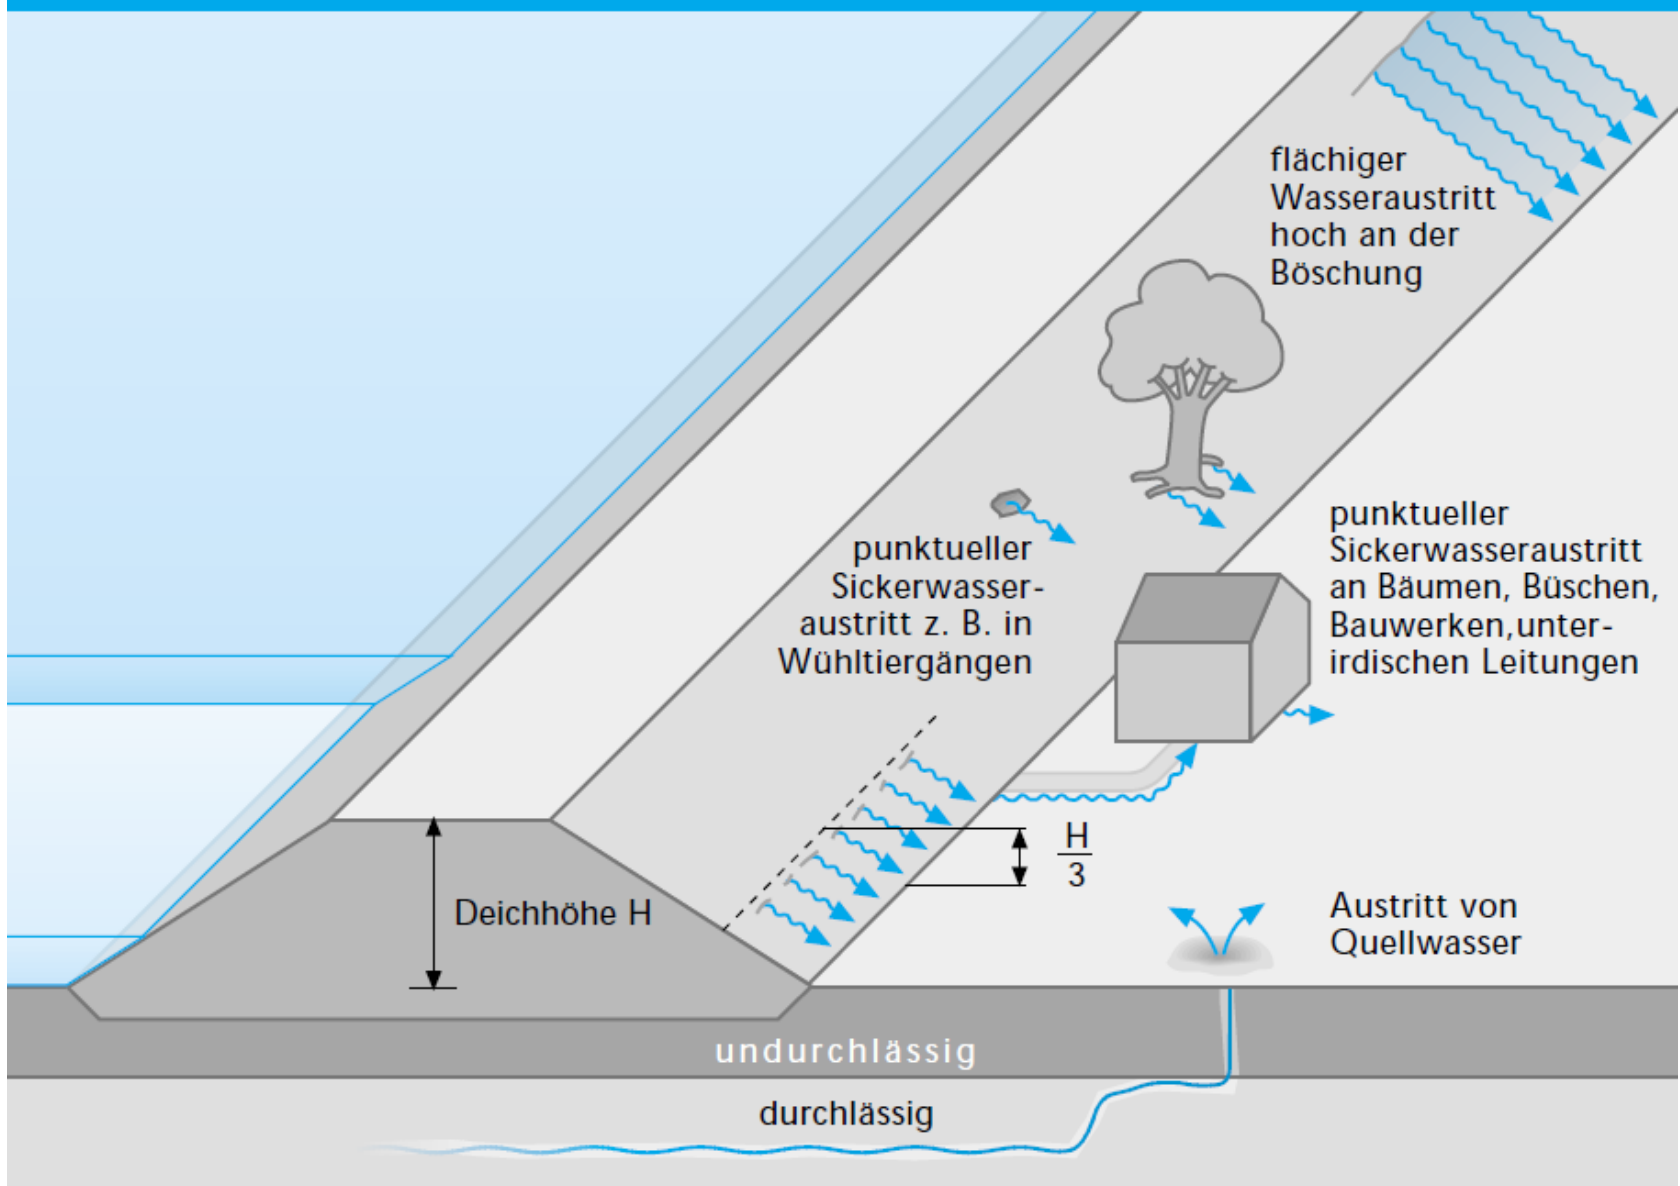 flächiger
Wasseraustritt
hoch an der
Böschung
punktueller
Sickerwasser-
austritt z. B. in
Wühltiergängen
punktueller
Sickerwasseraustritt
an Bäumen, Büschen,
Bauwerken,unter-
irdischen Leitungen
H
3
Deichhöhe H
Austritt von
Quellwasser
undurchlässig
durchlässig